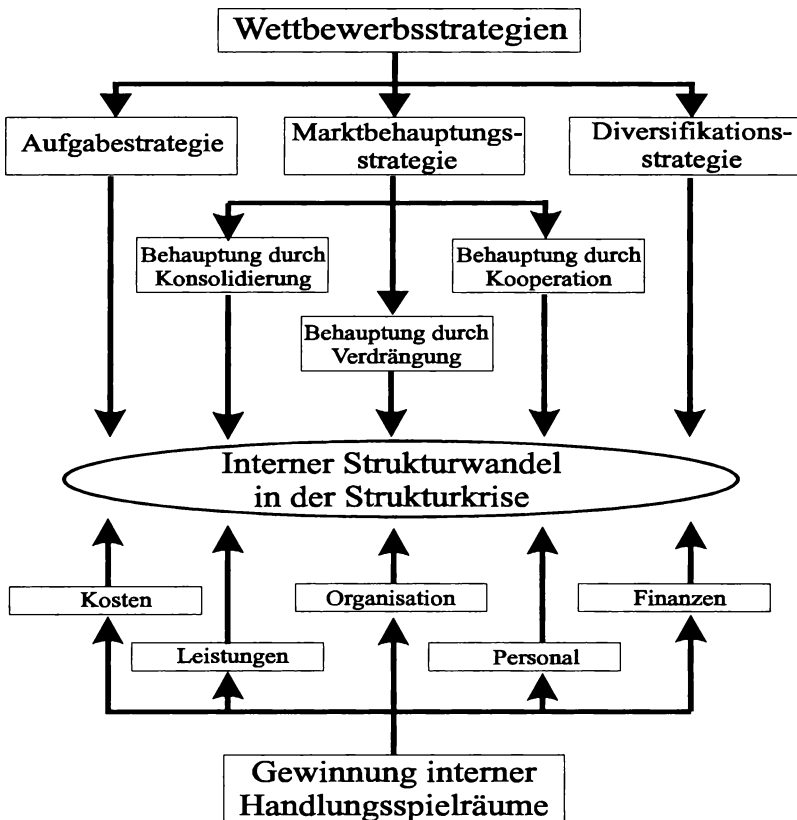 Wettbewerbsstrategien
Aufgabestrategie
Marktbehauptungs-
strategie
Diversifikations-
strategie
Behauptung durch
Konsolidierung
Behauptung durch
Kooperation
Behauptung durch
Verdrängung
Interner Strukturwandel
in der Strukturkrise
Kosten
Organisation
Finanzen
Leistungen
Personal
Gewinnung interner
Handlungsspielräume